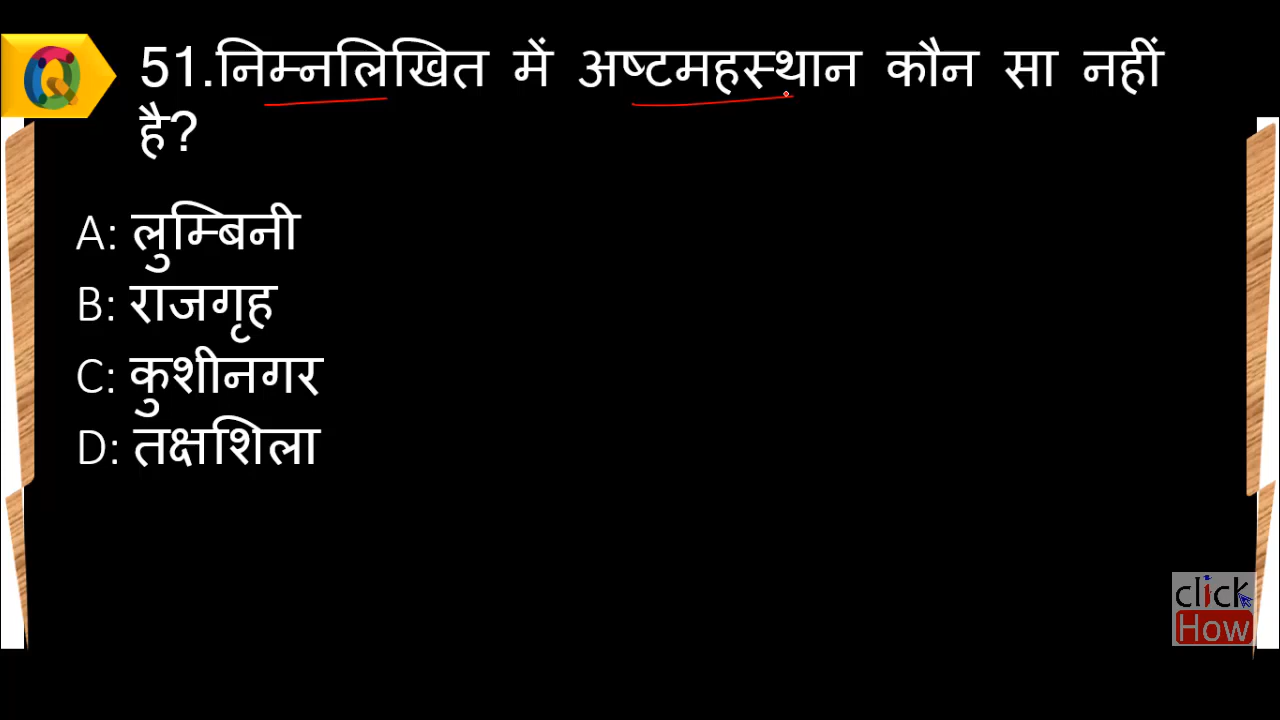 51.निम्नलिखित में अष्टमहस्थान कौन सा नहीं
है?
A: लुम्बिनी
B: राजगृह
C: कुशीनगर
D: तक्षशिला
click
How